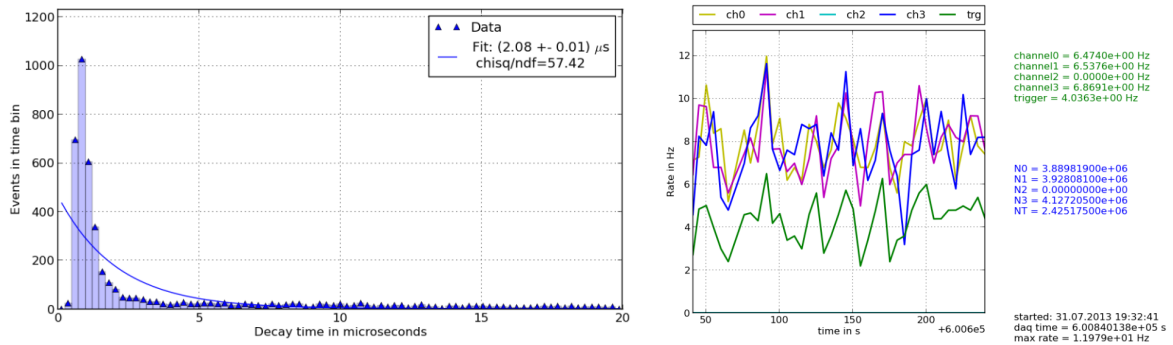 Data
Fit: (2.08 +- 0.01) μs
chisq/ndf=57.42
1200
1000
800
600
400
200
0
Events in time bin
0
5
10
15
20
Decay time in microseconds
ch0 ch1 ch2 ch3 trg
12
10
8
6
4
2
0
Rate in Hz
50
100
150
200
time in s
+6.006e5
channel0 = 6.4740e+00 Hz
channel1 = 6.5376e+00 Hz
channel2 = 0.0000e+00 Hz
channel3 = 6.8691e+00 Hz
trigger = 4.0363e+00 Hz
N0 = 3.88981900e+06
N1 = 3.92808100e+06
N2 = 0.00000000e+00
N3 = 4.12720500e+06
NT = 2.42517500e+06
started: 31.07.2013 19:32:41
daq time = 6.00840138e+05 s
max rate = 1.1979e+01 Hz